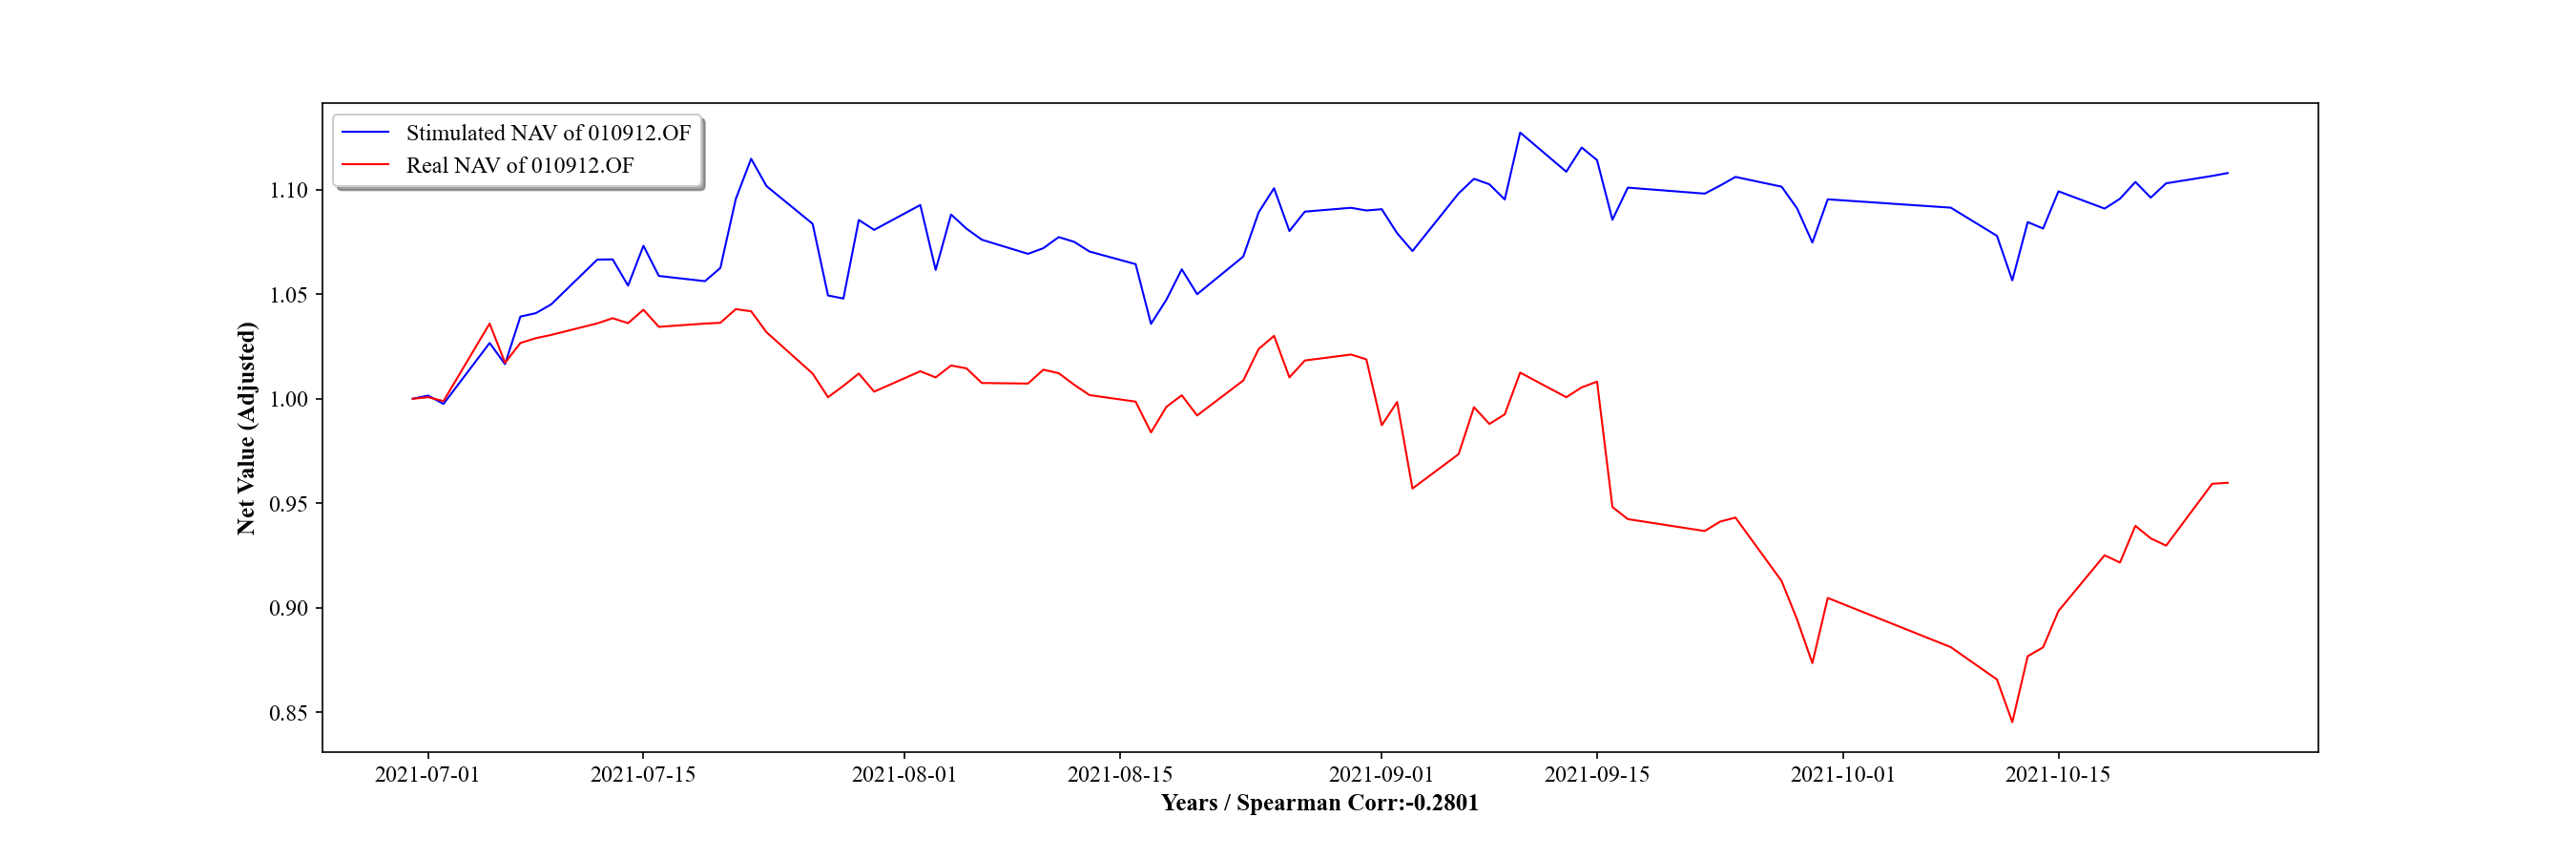 Stimulated NAV of 010912.OF
Real NAV of 010912.OF
Net Value (Adjusted)
1.10
1.05
1.00
0.95
0.90
0.85
2021-07-01 2021-07-15 2021-08-01 2021-08-15 2021-09-01 2021-09-15 2021-10-01 2021-10-15
Years / Spearman Corr:-0.2801